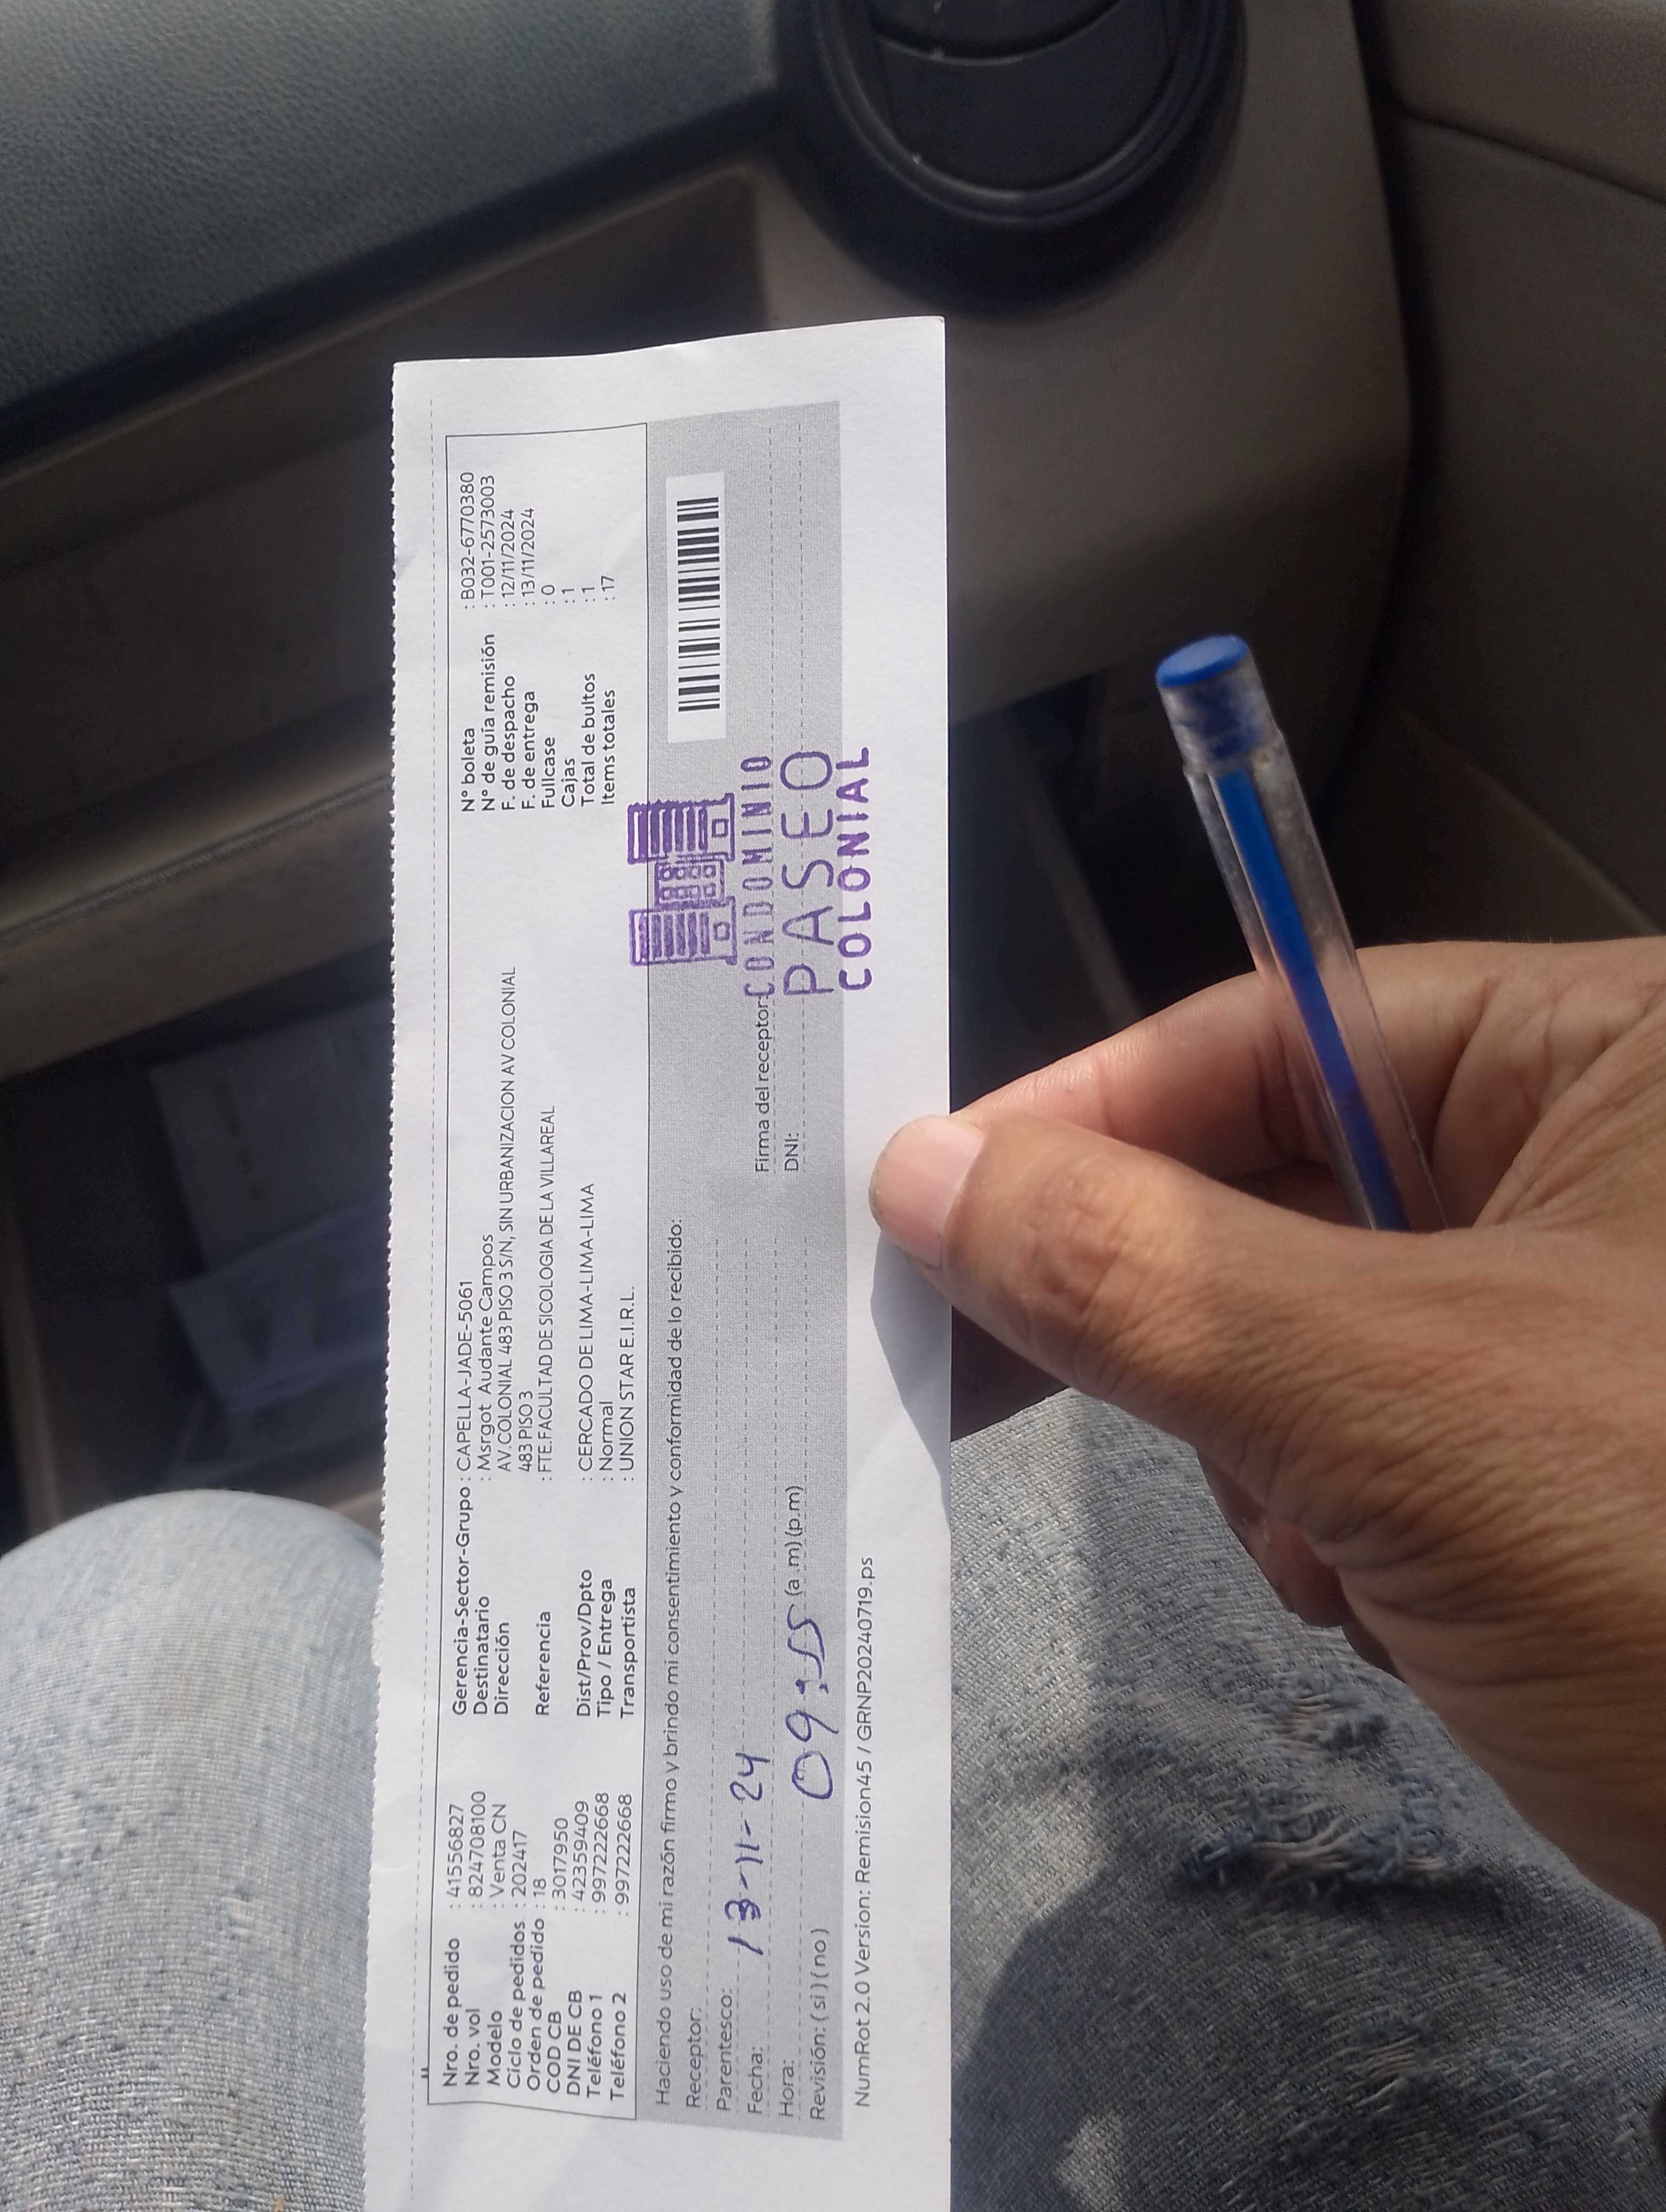 Nro. de pedido : 41556827
Nro. vol : 824708100
Modelo : Venta CN
Ciclo de pedidos : 202417
Orden de pedido : 18
COD CB : 3017950
DNI DE CB : 42359409
Teléfono 1 : 997222668
Teléfono 2 : 997222668
Gerencia-Sector-Grupo : CAPELLA-JADE-5061
Destinatario : Msrgot Audante Campos
Dirección AV.COLONIAL 483 PISO 3 S/N, SIN URBANIZACION AV COLONIAL
483 PISO 3
Referencia : FTE.FACULTAD DE SICOLOGIA DE LA VILLAREAL
Dist/Prov/Dpto : CERCADO DE LIMA-LIMA-LIMA
Tipo / Entrega : Normal
Transportista : UNION STAR E.I.R.L.
N° boleta : B032-6770380
N° de guía remisión : T001-2573003
F. de despacho : 12/11/2024
F. de entrega : 13/11/2024
Fullcase : 0
Cajas : 1
Total de bultos : 1
Items totales : 17
Haciendo uso de mi razón firmo y brindo mi consentimiento y conformidad de lo recibido:
Receptor:
Parentesco:
Fecha: 13-11-24
Hora: 09:55 (a.m) (p.m)
Revisión: ( si ) ( no )
Firma del receptor:
DNI:
CONDOMINIO
PASEO
COLONIAL
NumRot 2.0 Version: Remision45 / GRNP20240719.ps